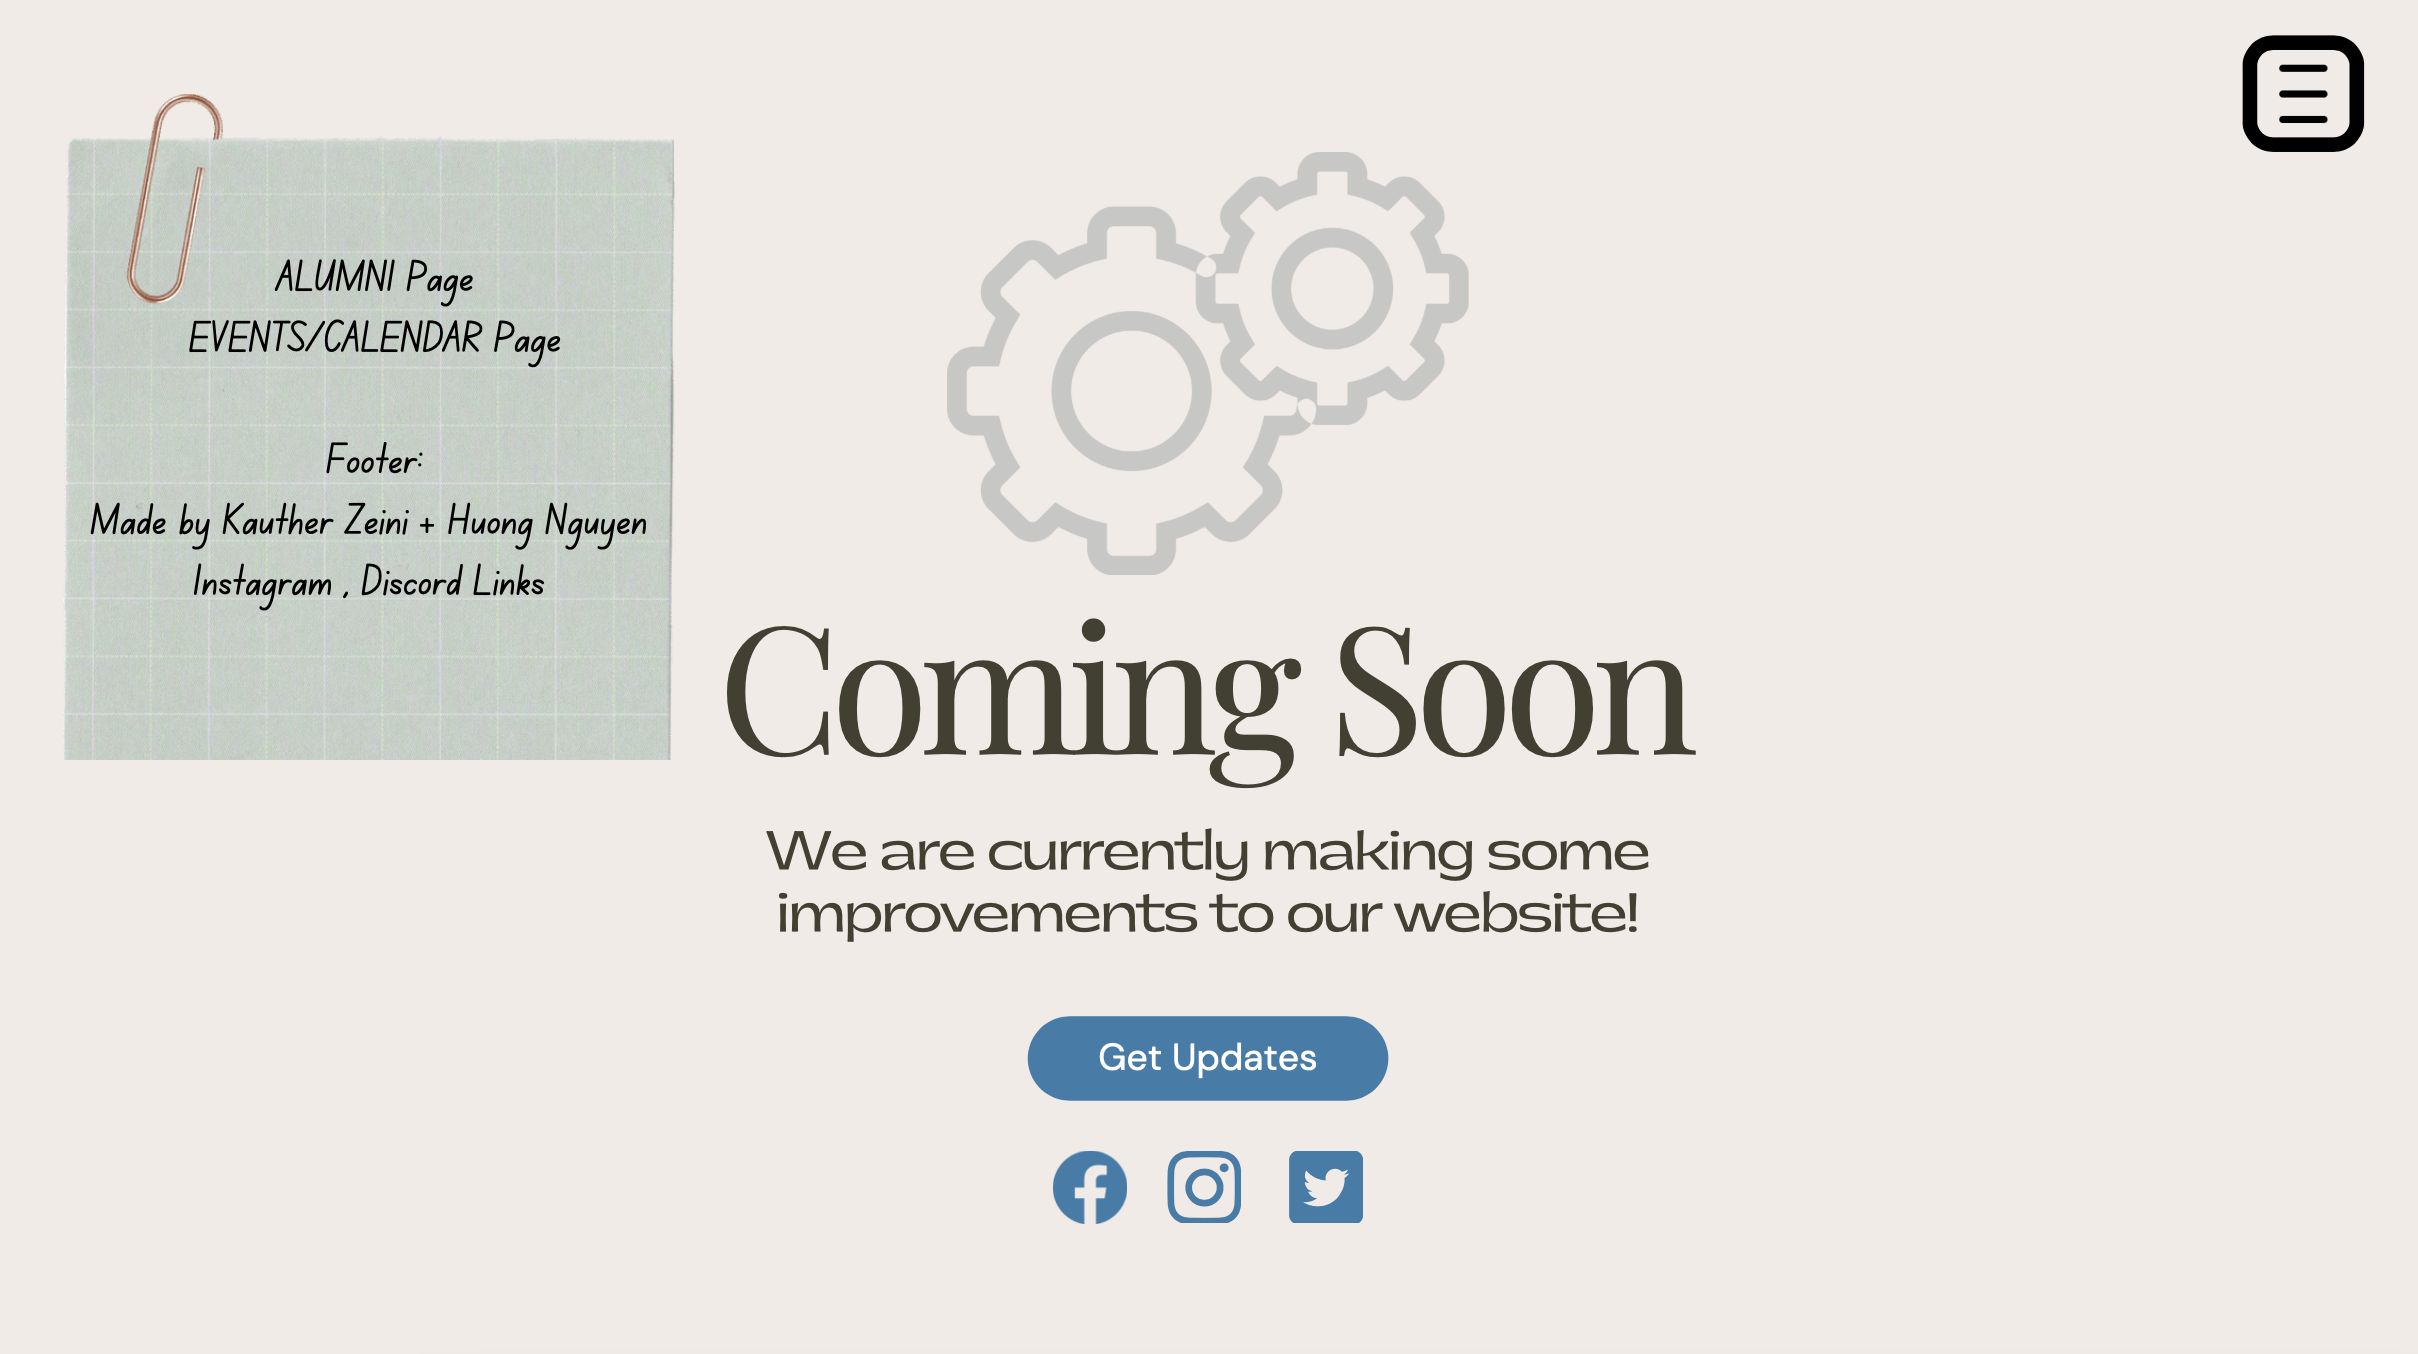 ALUMNI Page
EVENTS/CALENDAR Page
Footer:
Made by Kauther Zeini + Huong Nguyen
Instagram , Discord Links
Coming Soon
We are currently making some
improvements to our website!
Get Updates